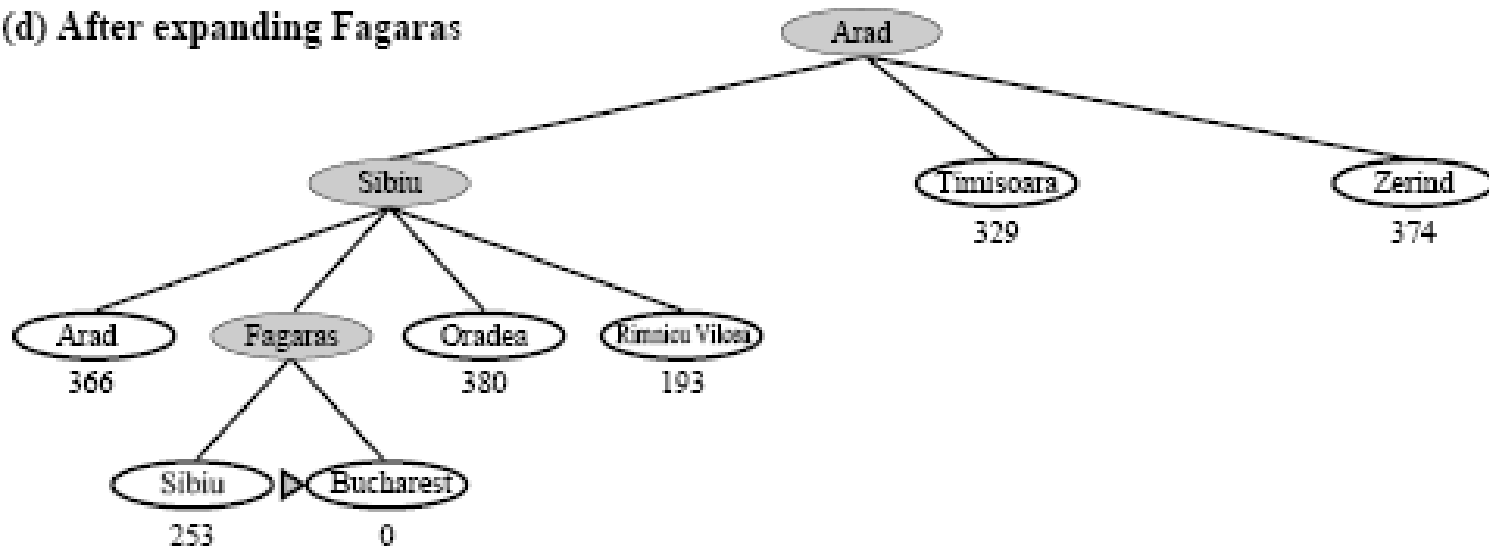 (d) After expanding Fagaras
Arad
Sibiu
Timisoara
Zerind
329
374
Arad
Fagaras
Oradea
Rimnicu Vilcea
366
380
193
Sibiu
Bucharest
253
0